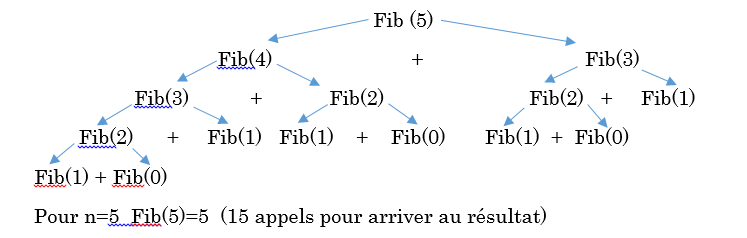 Fib (5)
Fib(4) + Fib(3)
Fib(3) + Fib(2) Fib(2) + Fib(1)
Fib(2) + Fib(1) Fib(1) + Fib(0) Fib(1) + Fib(0)
Fib(1) + Fib(0)
Pour n=5 Fib(5)=5 (15 appels pour arriver au résultat)